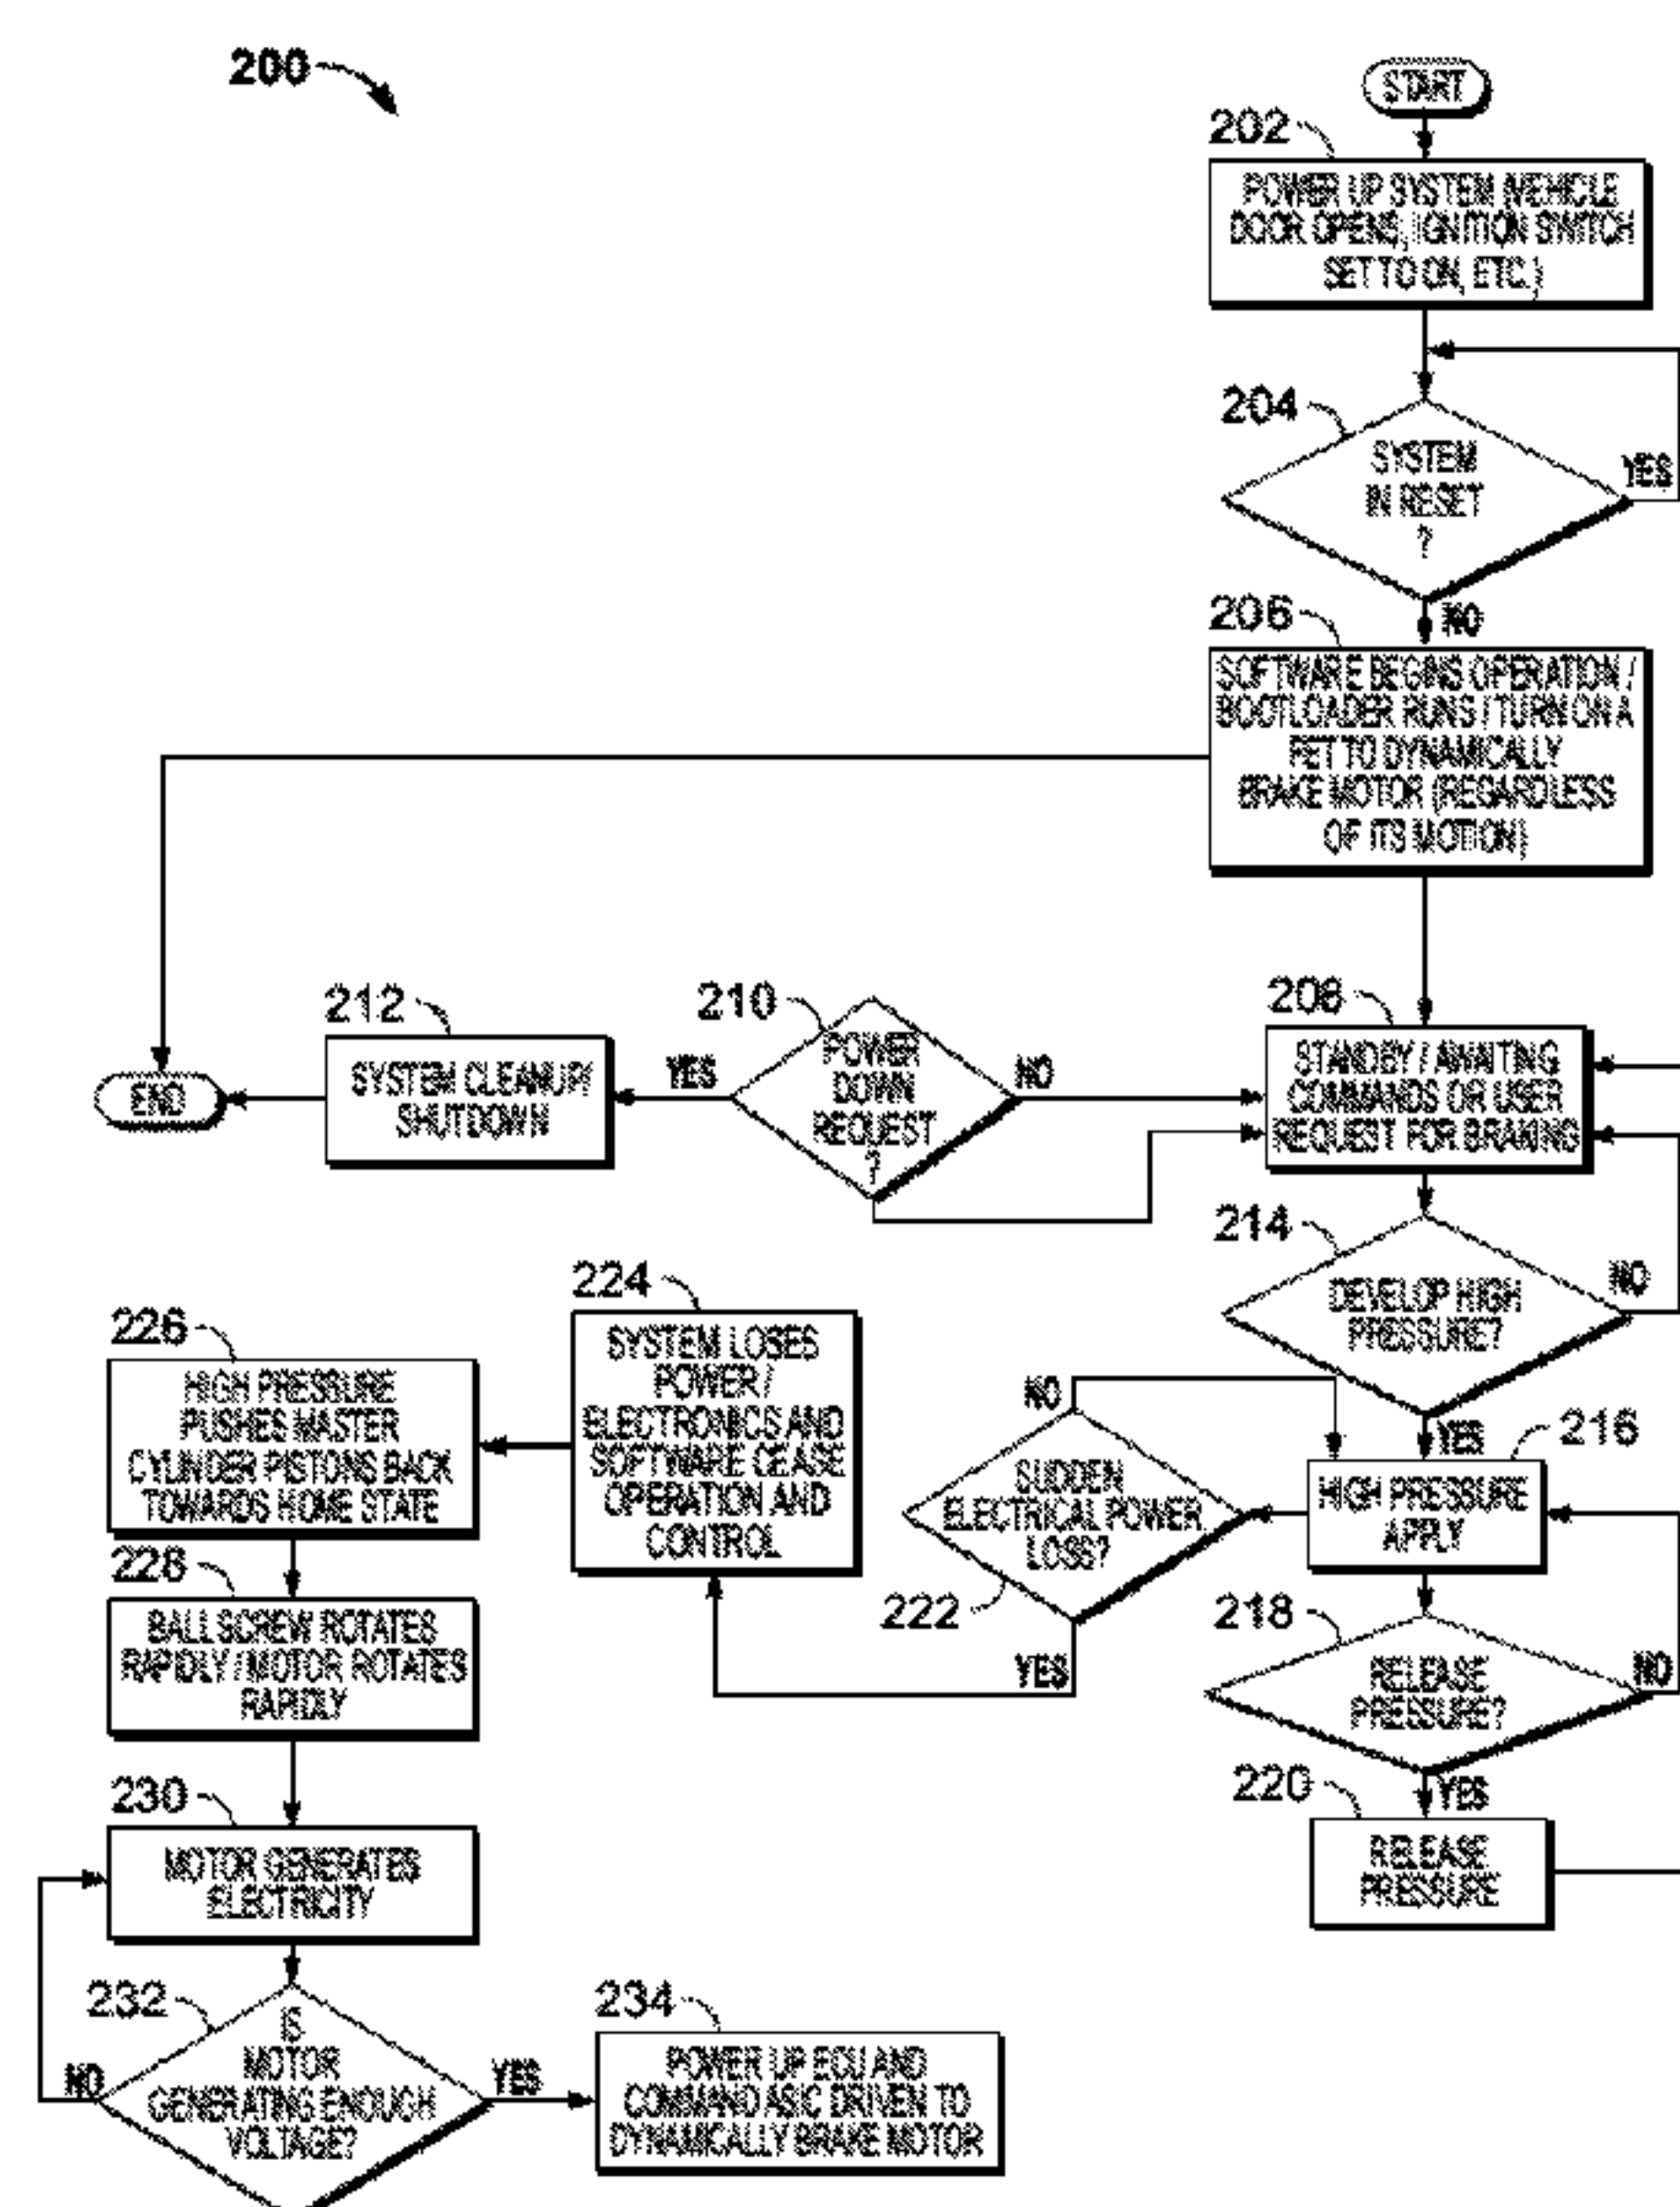 200
START
202
POWER UP SYSTEM (VEHICLE
DOOR OPENS, IGNITION SWITCH
SET TO ON, ETC.)
204
SYSTEM
IN RESET
?
YES
NO
206
SOFTWARE BEGINS OPERATION /
BOOTLOADER RUNS / TURN ON A
FET TO DYNAMICALLY
BRAKE MOTOR (REGARDLESS
OF ITS MOTION)
208
STANDBY / AWAITING
COMMANDS OR USER
REQUEST FOR BRAKING
210
POWER
DOWN
REQUEST
?
YES
NO
212
SYSTEM CLEANUP/
SHUTDOWN
END
214
DEVELOP HIGH
PRESSURE?
NO
YES
216
HIGH PRESSURE
APPLY
218
RELEASE
PRESSURE?
NO
YES
220
RELEASE
PRESSURE
222
SUDDEN
ELECTRICAL POWER
LOSS?
NO
YES
224
SYSTEM LOSES
POWER /
ELECTRONICS AND
SOFTWARE CEASE
OPERATION AND
CONTROL
226
HIGH PRESSURE
PUSHES MASTER
CYLINDER PISTONS BACK
TOWARDS HOME STATE
228
BALL SCREW ROTATES
RAPIDLY / MOTOR ROTATES
RAPIDLY
230
MOTOR GENERATES
ELECTRICITY
232
IS
MOTOR
GENERATING ENOUGH
VOLTAGE?
NO
YES
234
POWER UP ECU AND
COMMAND ASIC DRIVEN TO
DYNAMICALLY BRAKE MOTOR